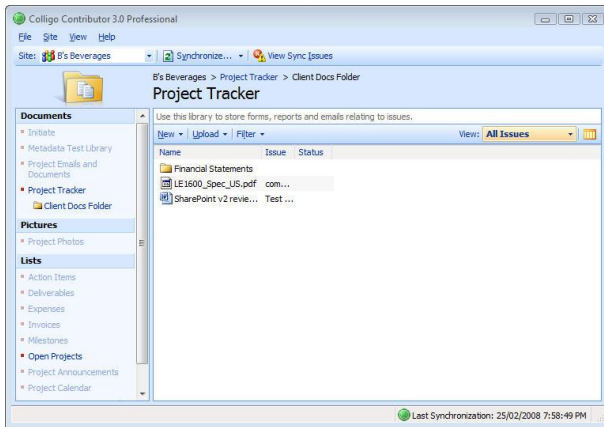 Colligo Contributor 3.0 Professional
File Site View Help
Site: B's Beverages Synchronize... View Sync Issues
B's Beverages > Project Tracker > Client Docs Folder
Project Tracker
Documents
Initiate
Metadata Test Library
Project Emails and
Documents
Project Tracker
Client Docs Folder
Pictures
Project Photos
Lists
Action Items
Deliverables
Expenses
Invoices
Milestones
Open Projects
Project Announcements
Project Calendar
Use this library to store forms, reports and emails relating to issues.
New Upload Filter View: All Issues
Name Issue Status
Financial Statements
LE1600_Spec_US.pdf com...
SharePoint v2 revie... Test ...
Last Synchronization: 25/02/2008 7:58:49 PM